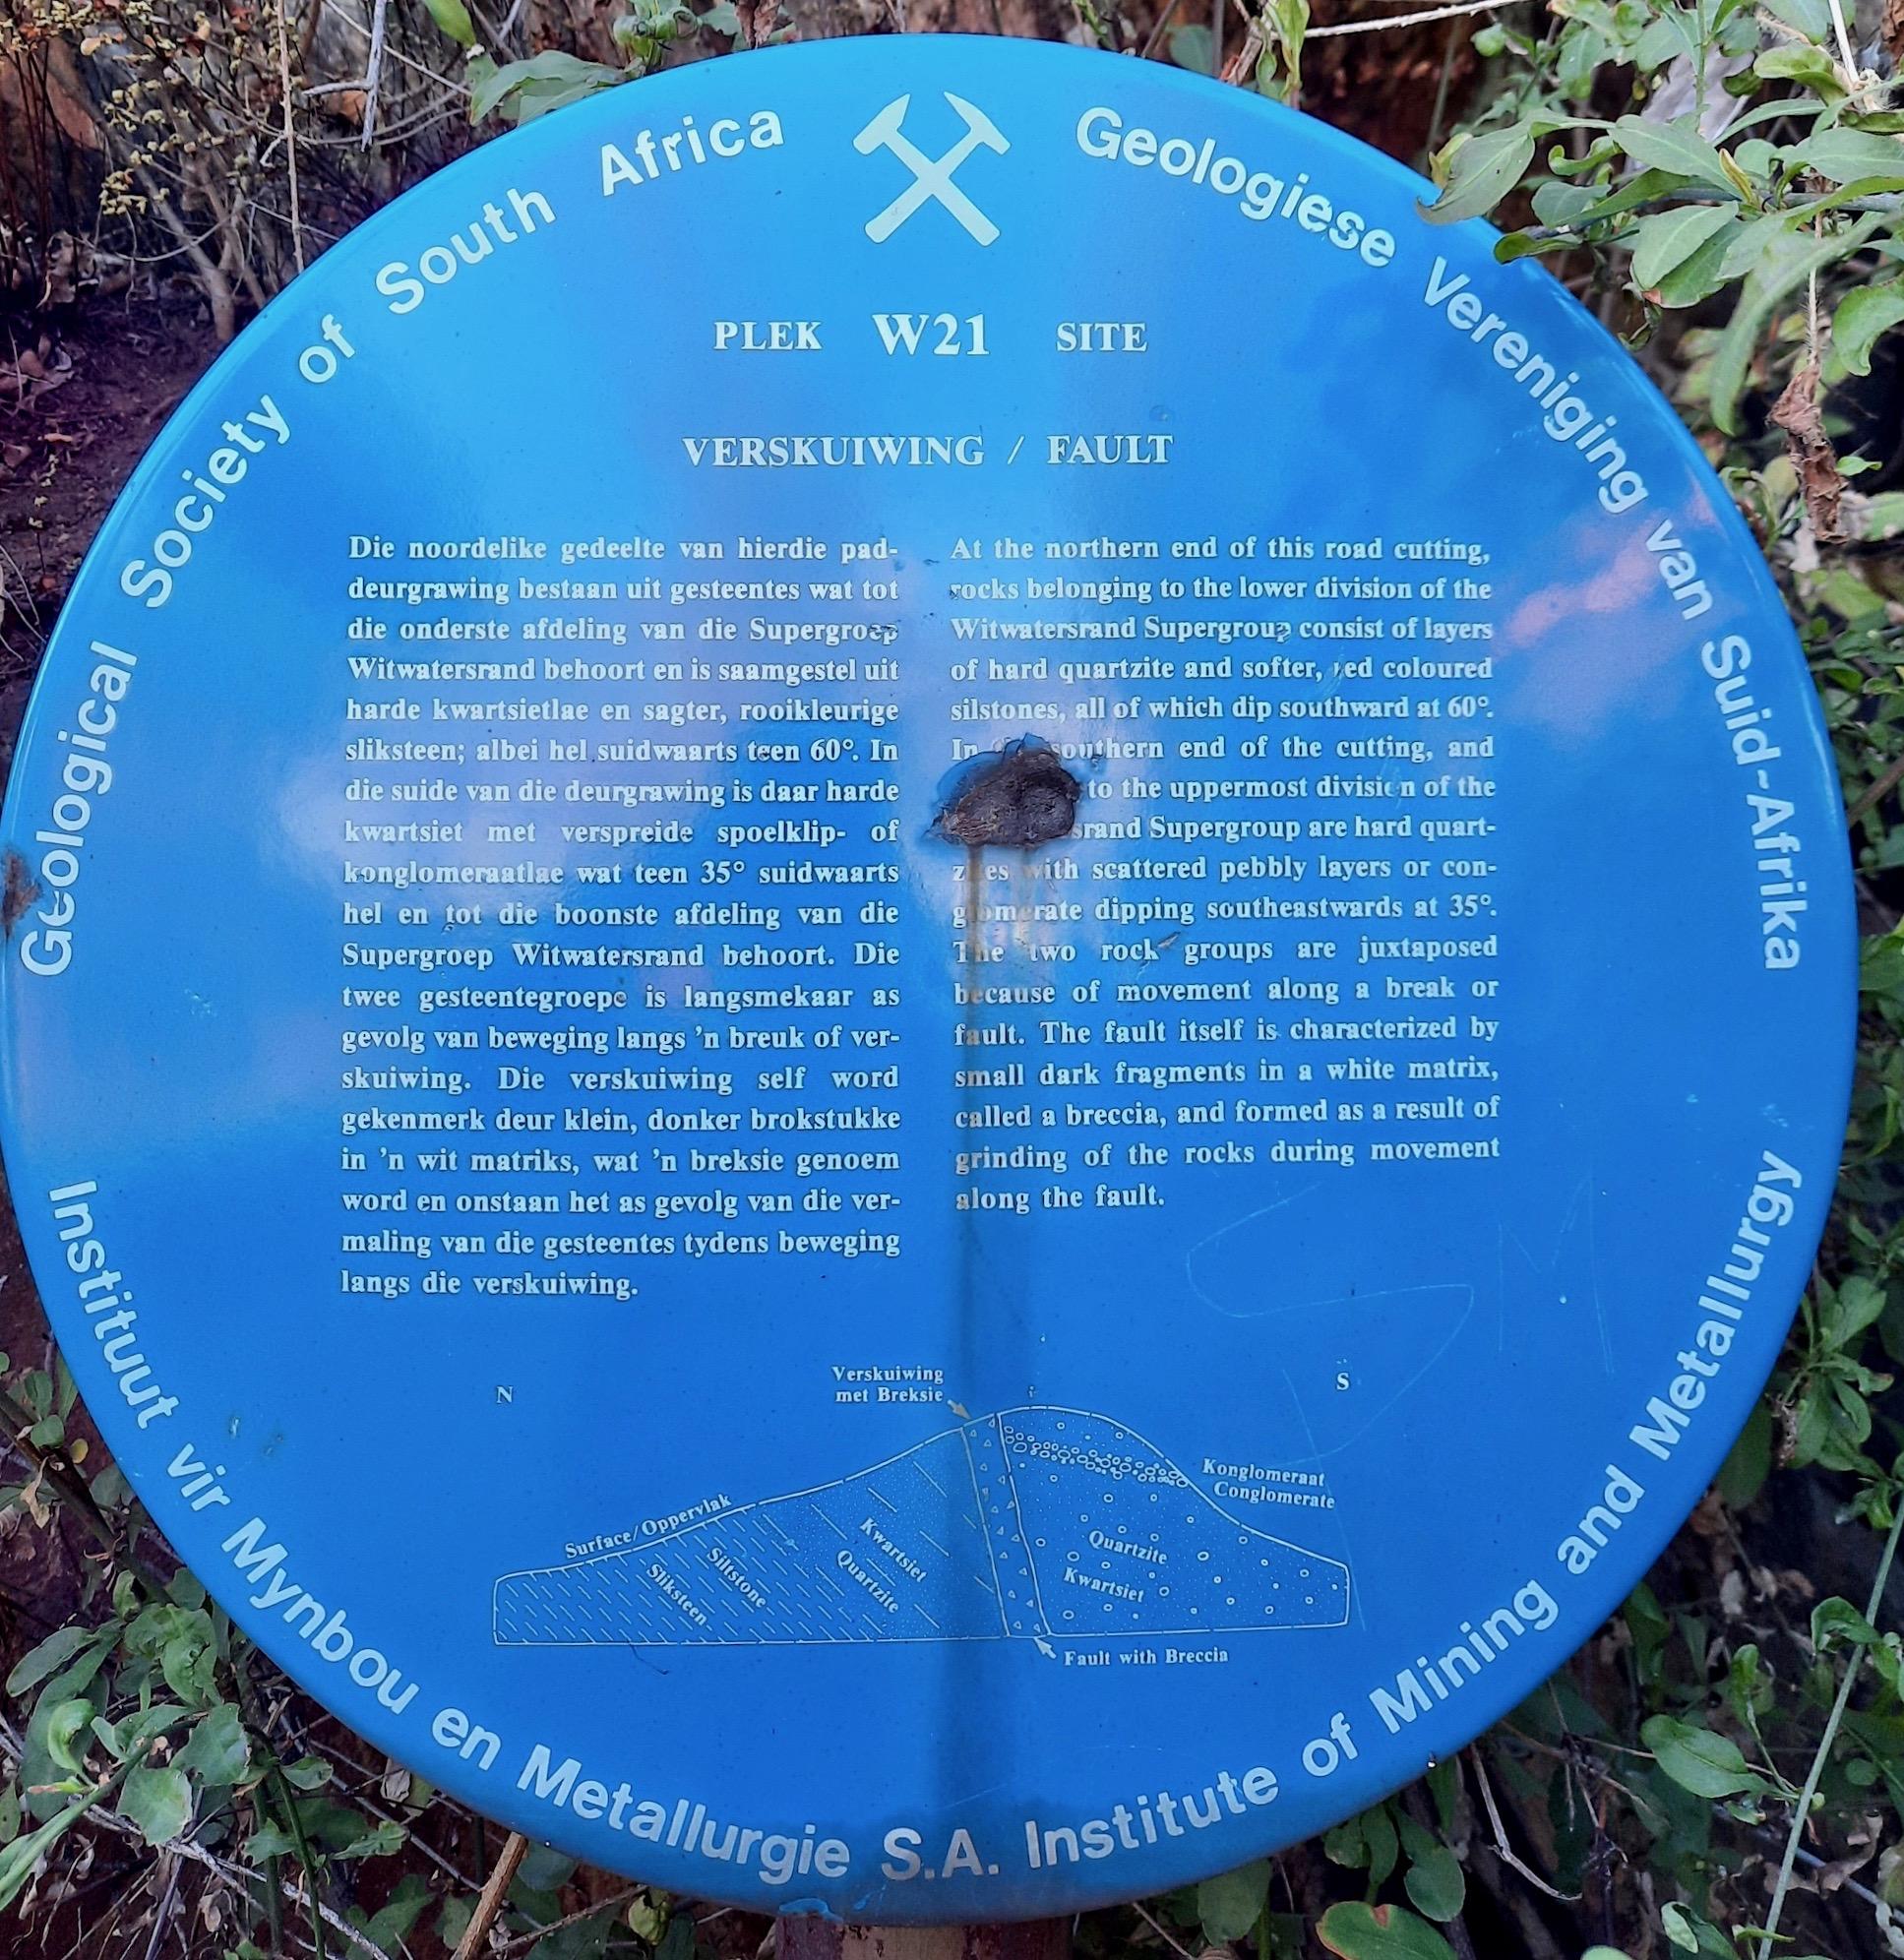 Geological Society of South Africa
Geologiese Vereniging van Suid-Afrika
PLEK W21 SITE
VERSKUIWING / FAULT
Die noordelike gedeelte van hierdie pad-
deurgrawing bestaan uit gesteentes wat tot
die onderste afdeling van die Supergroep
Witwatersrand behoort en is saamgestel uit
harde kwartsietlae en sagter, rooikleurige
sliksteen; albei hel suidwaarts teen 60°. In
die suide van die deurgrawing is daar harde
kwartsiet met verspreide spoelklip- of
konglomeraatlae wat teen 35° suidwaarts
hel en tot die boonste afdeling van die
Supergroep Witwatersrand behoort. Die
twee gesteentegroepe is langsmekaar as
gevolg van beweging langs 'n breuk of ver-
skuiwing. Die verskuiwing self word
gekenmerk deur klein, donker brokstukke
in 'n wit matriks, wat 'n breksie genoem
word en onstaan het as gevolg van die ver-
maling van die gesteentes tydens beweging
langs die verskuiwing.
At the northern end of this road cutting,
rocks belonging to the lower division of the
Witwatersrand Supergroup consist of layers
of hard quartzite and softer, red coloured
silstones, all of which dip southward at 60°.
In southern end of the cutting, and
to the uppermost division of the
Supergroup are hard quart-
zites with scattered pebbly layers or con-
glomerate dipping southeastwards at 35°.
The two rock groups are juxtaposed
because of movement along a break or
fault. The fault itself is characterized by
small dark fragments in a white matrix,
called a breccia, and formed as a result of
grinding of the rocks during movement
along the fault.
N
Verskuiwing
met Breksie
S
Surface/Oppervlak
Sliksteen
Siltstone
Kwartsiet
Quartzite
Konglomeraat
Conglomerate
Quartzite
Kwartsiet
Fault with Breccia
Instituut vir Mynbou en Metallurgie
S.A. Institute of Mining and Metallurgy